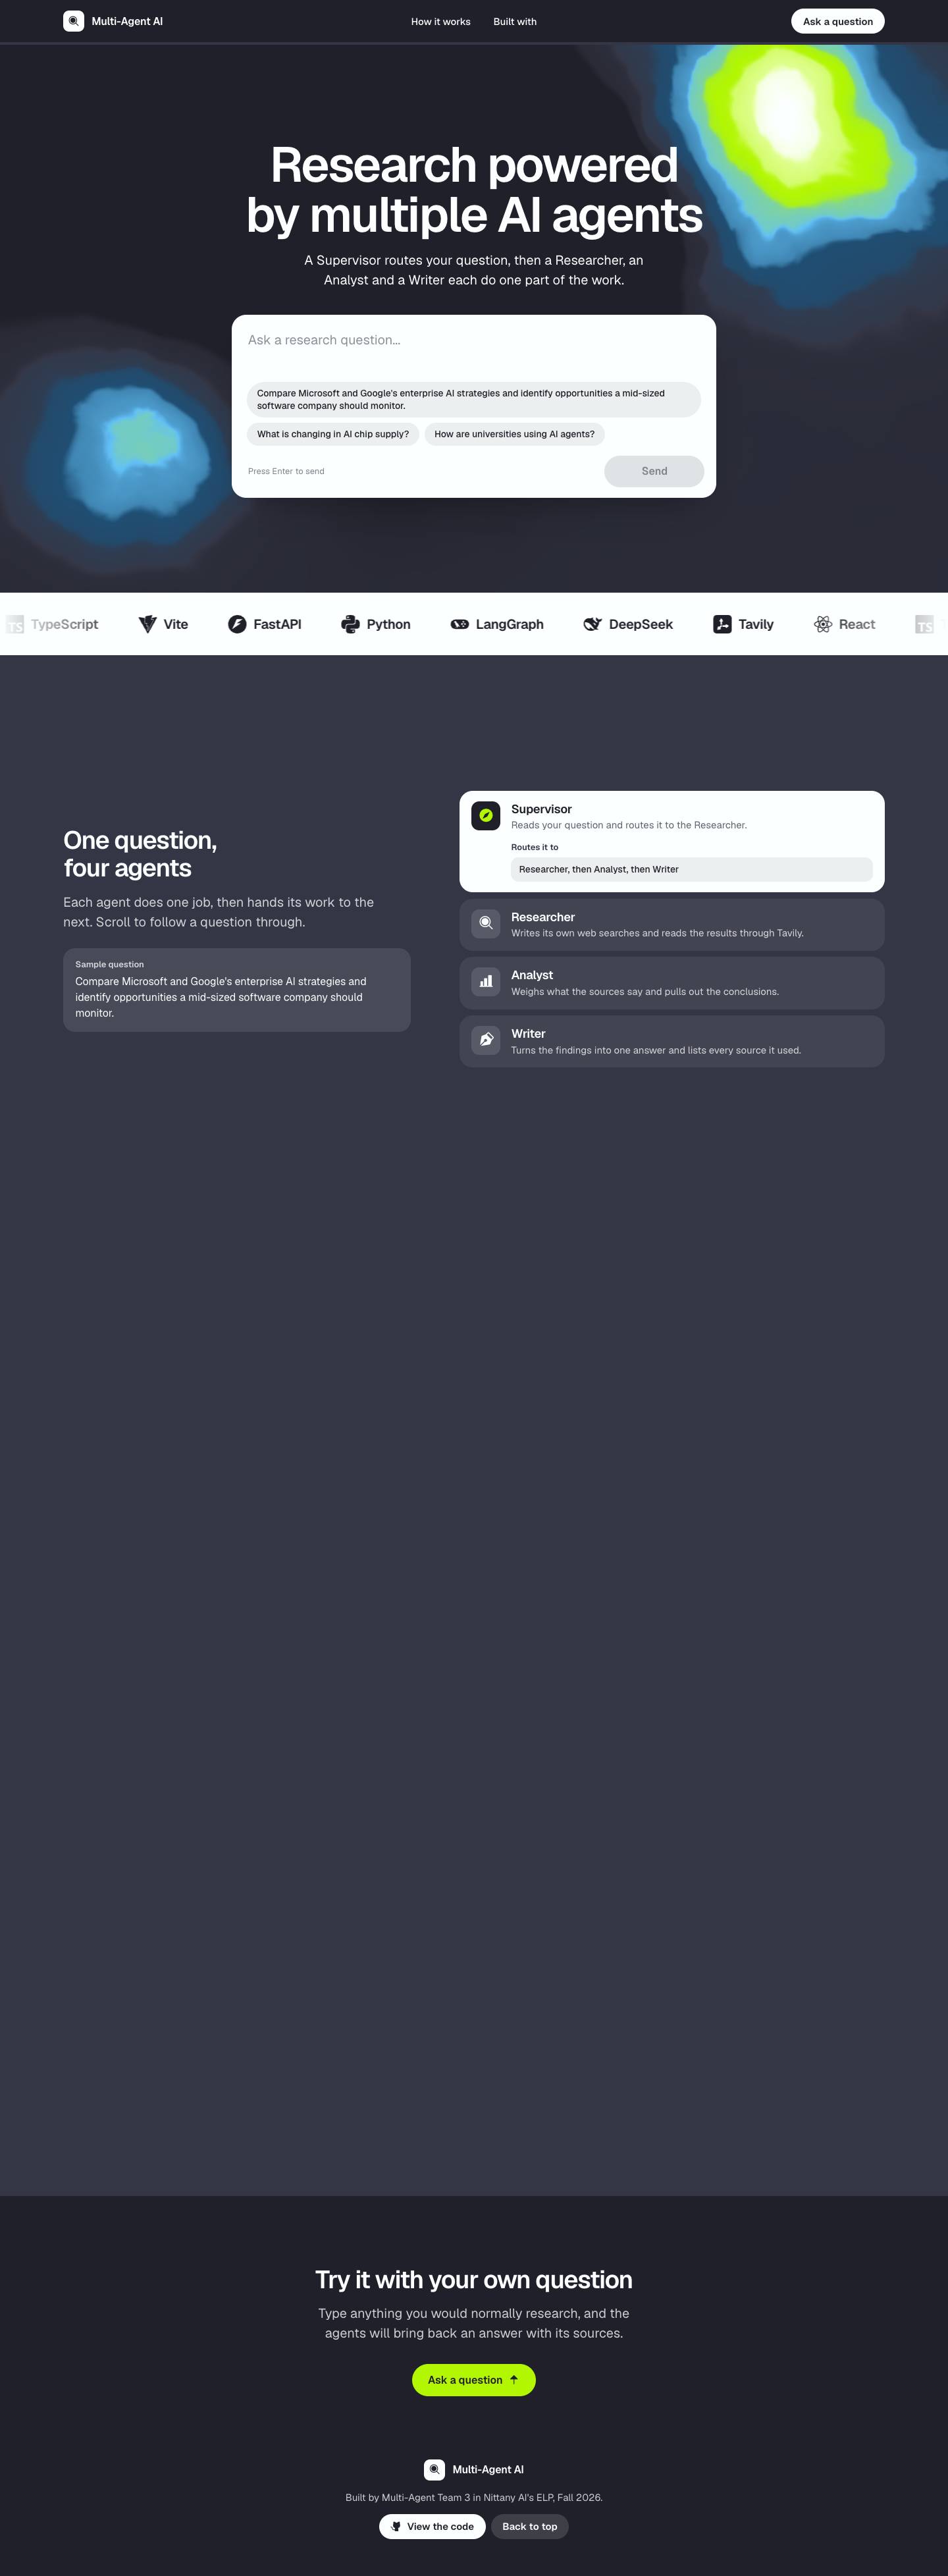 Multi-Agent AI
How it works
Built with
Ask a question
Research powered
by multiple AI agents
A Supervisor routes your question, then a Researcher, an
Analyst and a Writer each do one part of the work.
Ask a research question...
Compare Microsoft and Google's enterprise AI strategies and identify opportunities a mid-sized
software company should monitor.
What is changing in AI chip supply?
How are universities using AI agents?
Press Enter to send
Send
TS TypeScript
Vite
FastAPI
Python
LangGraph
DeepSeek
Tavily
React
TS
One question,
four agents
Each agent does one job, then hands its work to the
next. Scroll to follow a question through.
Sample question
Compare Microsoft and Google's enterprise AI strategies and
identify opportunities a mid-sized software company should
monitor.
Supervisor
Reads your question and routes it to the Researcher.
Routes it to
Researcher, then Analyst, then Writer
Researcher
Writes its own web searches and reads the results through Tavily.
Analyst
Weighs what the sources say and pulls out the conclusions.
Writer
Turns the findings into one answer and lists every source it used.
Try it with your own question
Type anything you would normally research, and the
agents will bring back an answer with its sources.
Ask a question
Multi-Agent AI
Built by Multi-Agent Team 3 in Nittany AI's ELP, Fall 2026.
View the code
Back to top